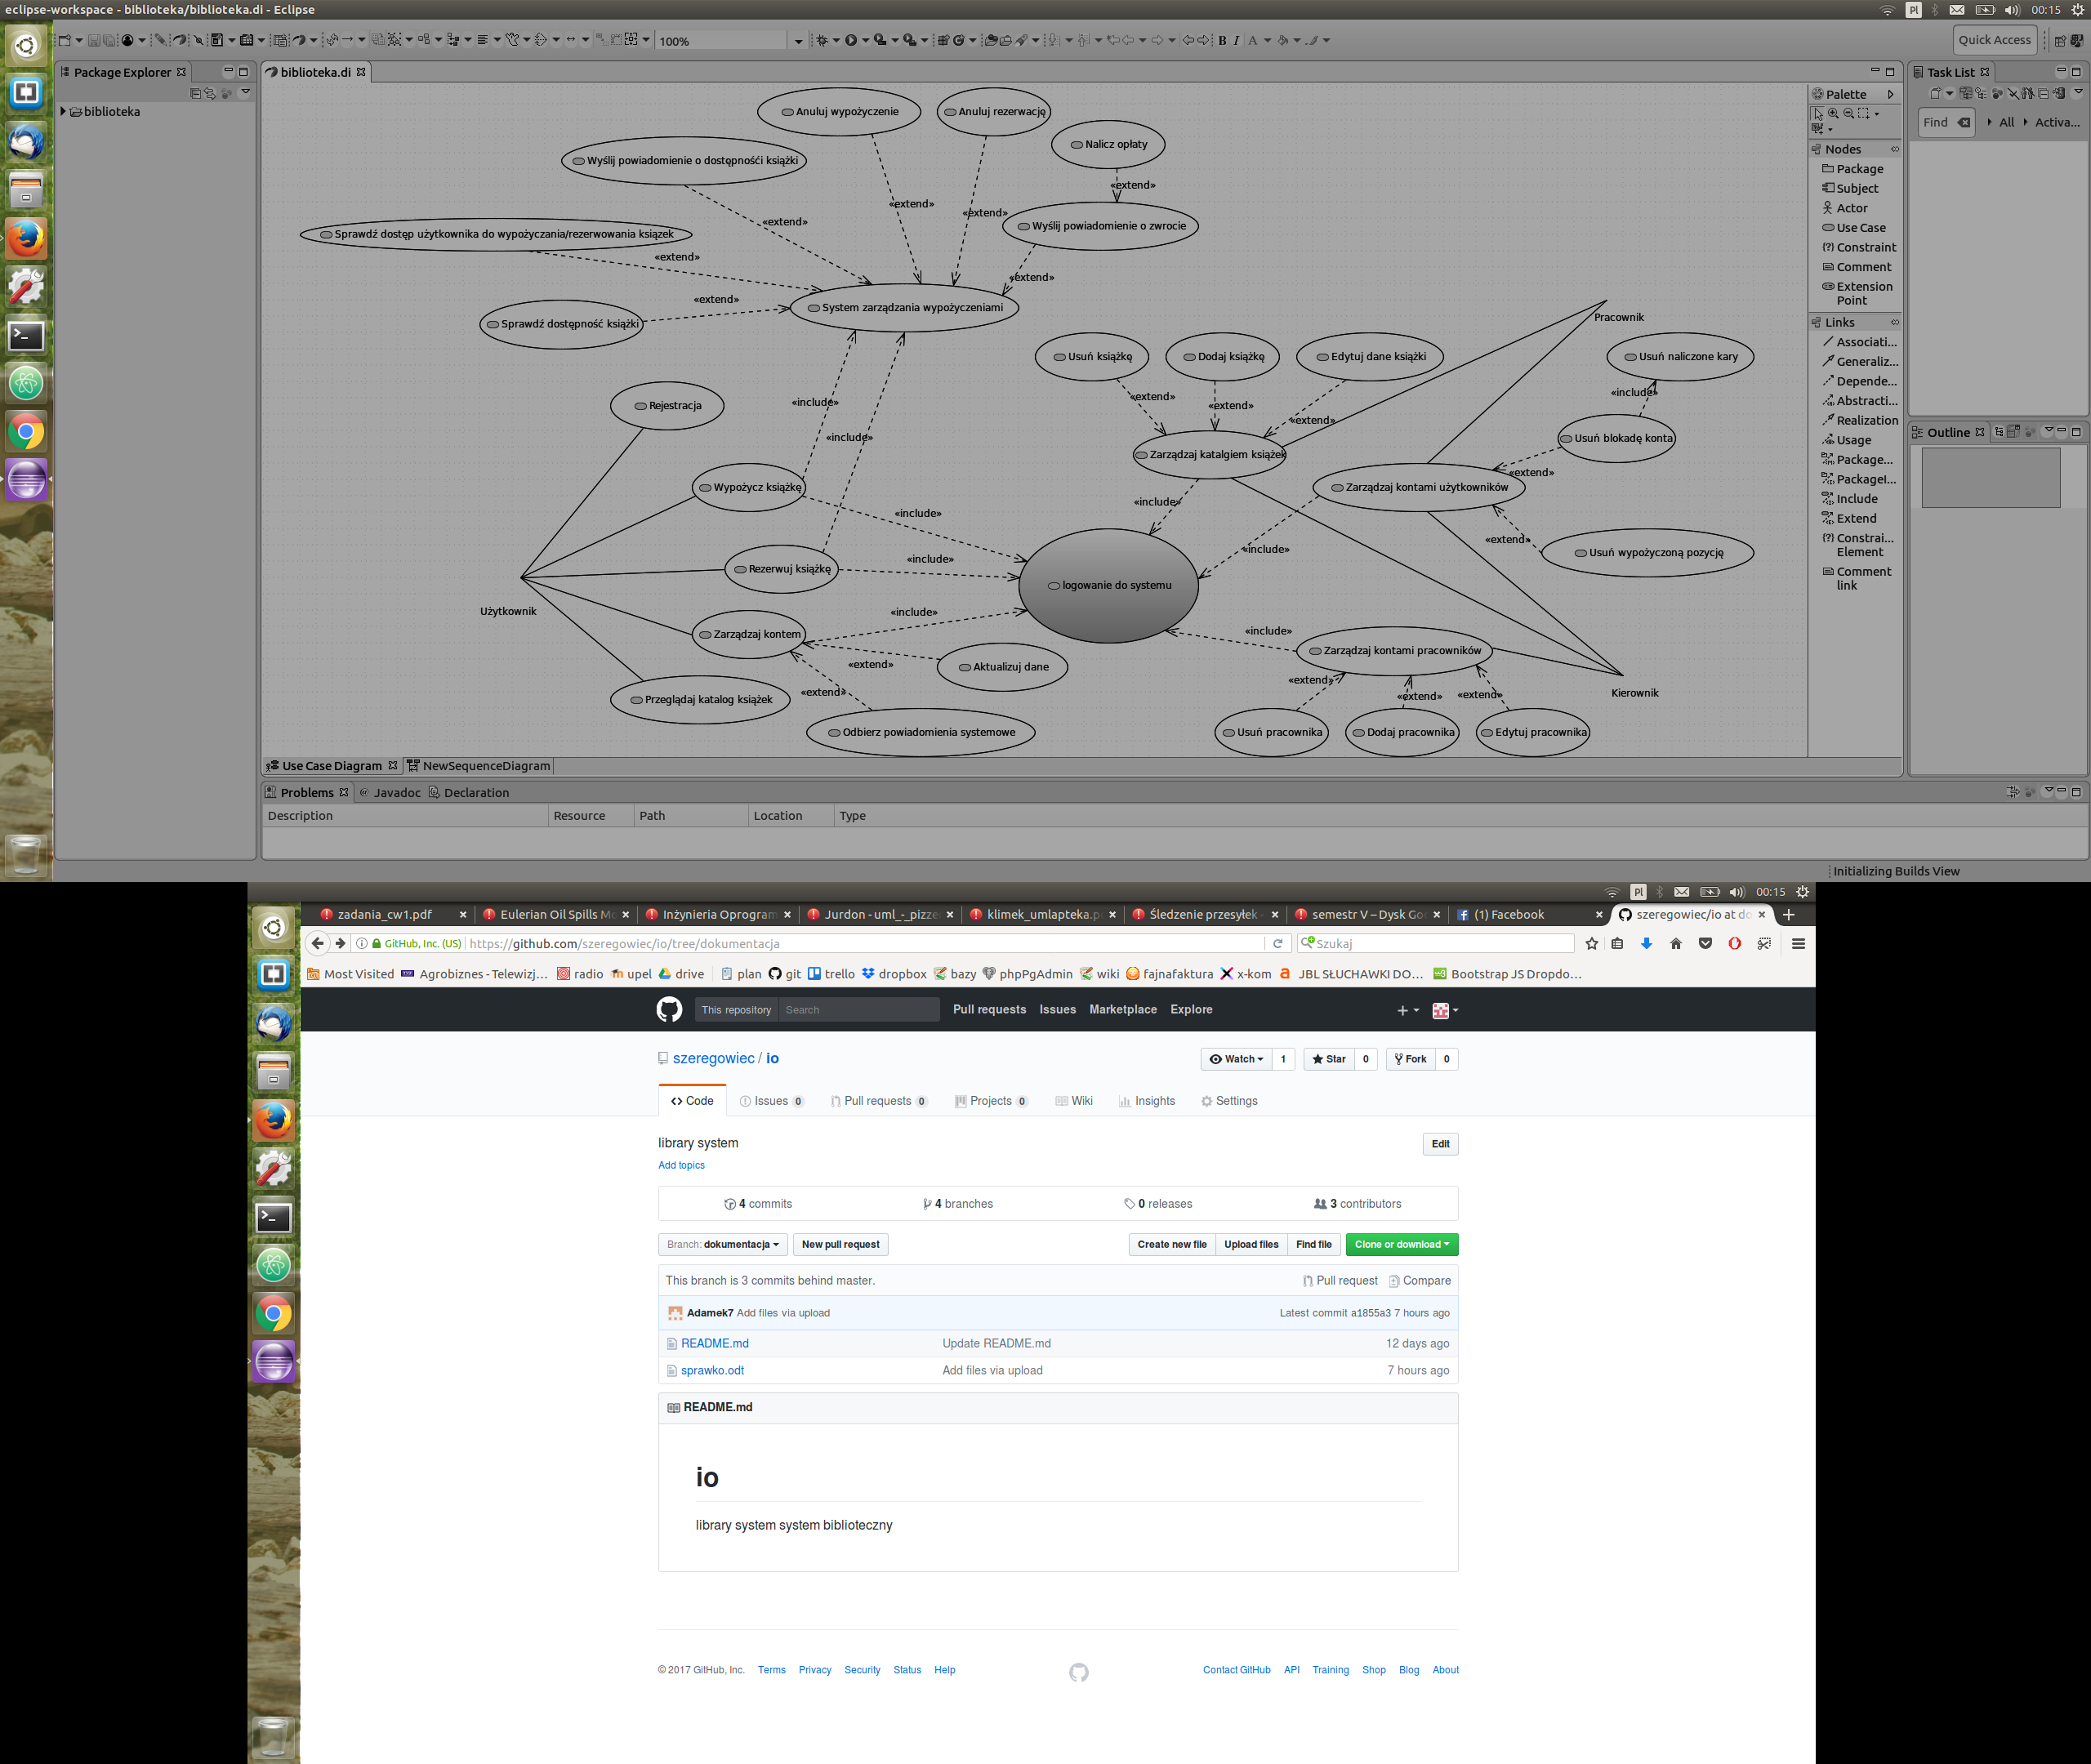 eclipse-workspace - biblioteka/biblioteka.di - Eclipse
Pl
00:15
100%
Quick Access
Package Explorer
biblioteka
biblioteka.di
Anuluj wypożyczenie
Anuluj rezerwację
Nalicz opłaty
Wyślij powiadomienie o dostępnośći książki
«extend»
«extend»
«extend»
«extend»
Wyślij powiadomienie o zwrocie
Sprawdź dostęp użytkownika do wypożyczania/rezerwowania ksiązek
«extend»
«extend»
«extend»
System zarządzania wypożyczeniami
Sprawdź dostępność książki
Pracownik
Usuń książkę
Dodaj książkę
Edytuj dane książki
Usuń naliczone kary
«include»
«extend»
«extend»
«include»
Rejestracja
«extend»
«include»
Usuń blokadę konta
Zarządzaj katalgiem książek
«extend»
Wypożycz książkę
Zarządzaj kontami użytkowników
«include»
«include»
«extend»
«include»
Usuń wypożyczoną pozycję
«include»
Rezerwuj książkę
logowanie do systemu
Użytkownik
«include»
Zarządzaj kontem
«include»
Zarządzaj kontami pracowników
«extend»
Aktualizuj dane
«extend»
Kierownik
«extend»
Przeglądaj katalog książek
«extend»
«extend»
Odbierz powiadomienia systemowe
Usuń pracownika
Dodaj pracownika
Edytuj pracownika
Palette
Nodes
Package
Subject
Actor
Use Case
Constraint
Comment
Extension
Point
Links
Associati...
Generaliz...
Depende...
Abstracti...
Realization
Usage
Package...
PackageI...
Include
Extend
Constrai...
Element
Comment
link
Task List
Find
All
Activa...
Outline
Use Case Diagram
NewSequenceDiagram
Problems
@ Javadoc
Declaration
Description Resource Path Location Type
Initializing Builds View
Pl
00:15
zadania_cw1.pdf
Eulerian Oil Spills Mo
Inżynieria Oprogram
Jurdon - uml_-_pizze
klimek_umlapteka.p
Śledzenie przesyłek -
semestr V – Dysk Goo
(1) Facebook
szeregowiec/io at do
GitHub, Inc. (US)
https://github.com/szeregowiec/io/tree/dokumentacja
Szukaj
Most Visited
Agrobiznes - Telewizj...
radio
upel
drive
plan
git
trello
dropbox
bazy
phpPgAdmin
wiki
fajnafaktura
x-kom
JBL SŁUCHAWKI DO...
Bootstrap JS Dropdo...
This repository
Search
Pull requests
Issues
Marketplace
Explore
szeregowiec / io
Watch 1
Star 0
Fork 0
Code
Issues 0
Pull requests 0
Projects 0
Wiki
Insights
Settings
library system
Edit
Add topics
4 commits
4 branches
0 releases
3 contributors
Branch: dokumentacja
New pull request
Create new file
Upload files
Find file
Clone or download
This branch is 3 commits behind master.
Pull request
Compare
Adamek7 Add files via upload
Latest commit a1855a3 7 hours ago
README.md Update README.md 12 days ago
sprawko.odt Add files via upload 7 hours ago
README.md
io
library system system biblioteczny
© 2017 GitHub, Inc. Terms Privacy Security Status Help
Contact GitHub API Training Shop Blog About